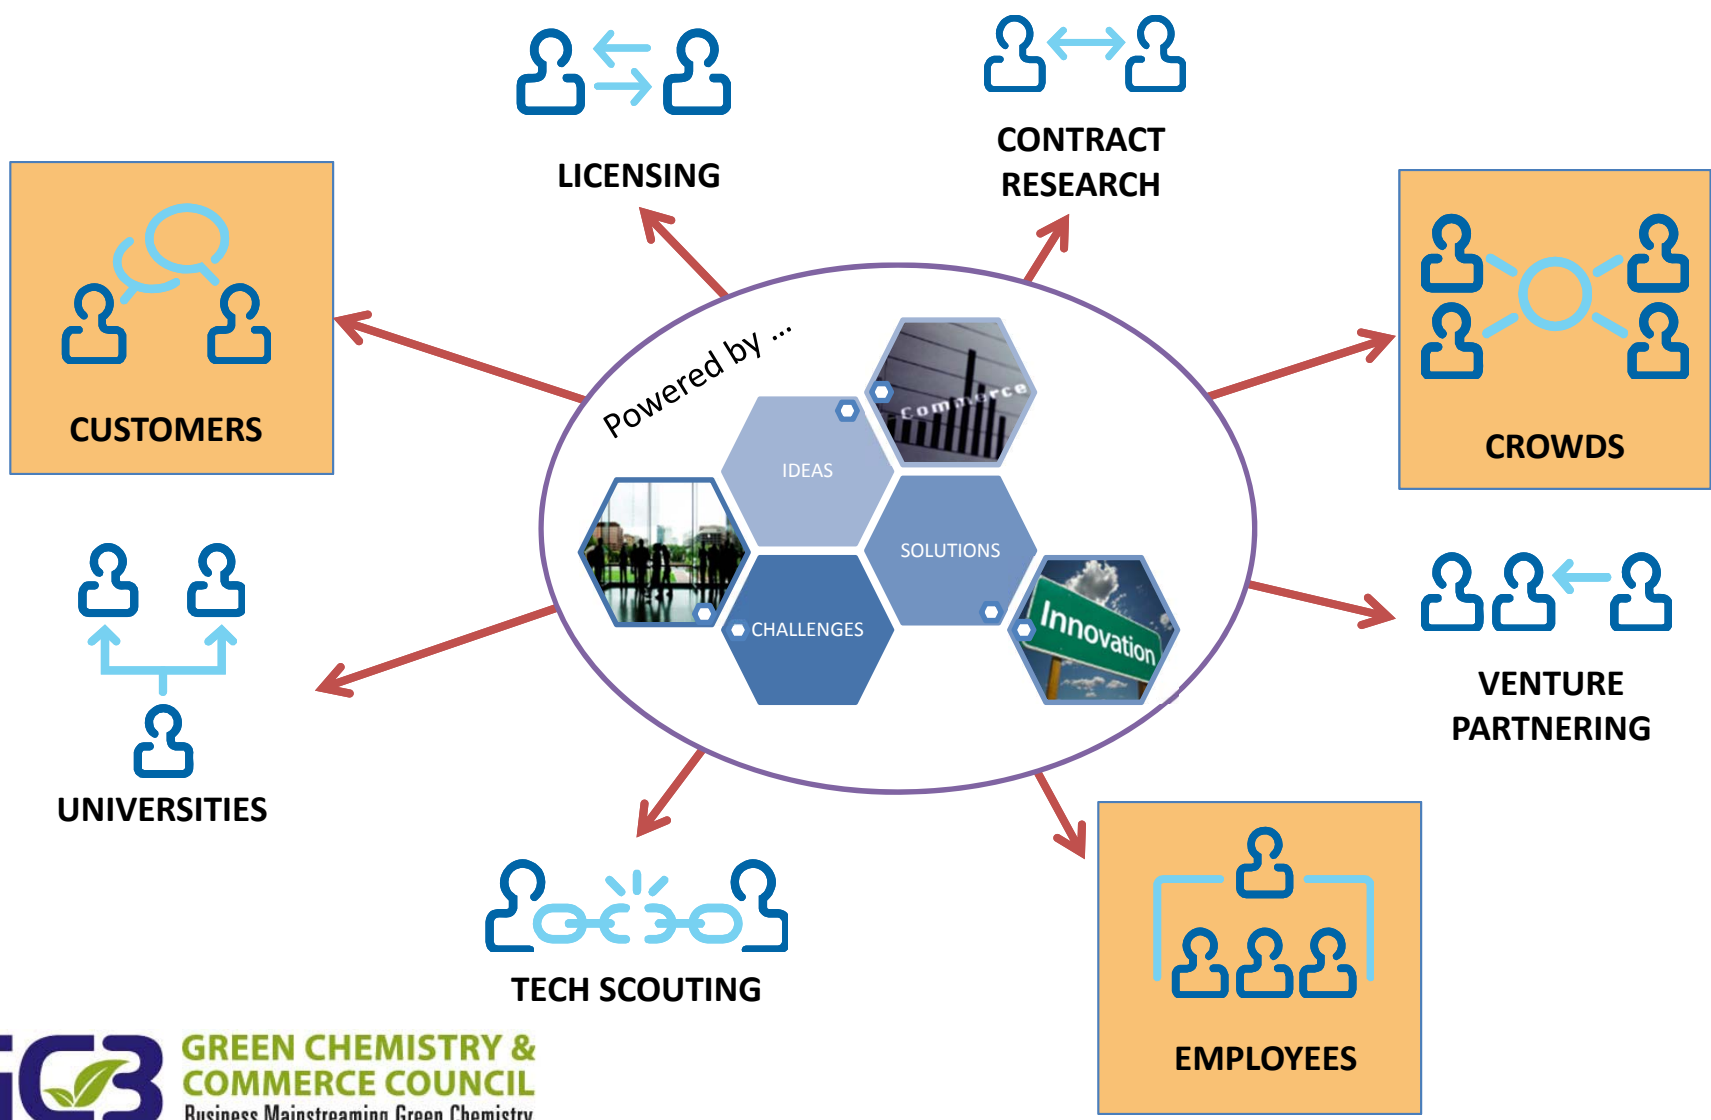 LICENSING
CONTRACT
RESEARCH
CUSTOMERS
CROWDS
Powered by ...
Commerce
IDEAS
SOLUTIONS
CHALLENGES
Innovation
UNIVERSITIES
VENTURE
PARTNERING
TECH SCOUTING
EMPLOYEES
GC3
GREEN CHEMISTRY &
COMMERCE COUNCIL
Business Mainstreaming Green Chemistry